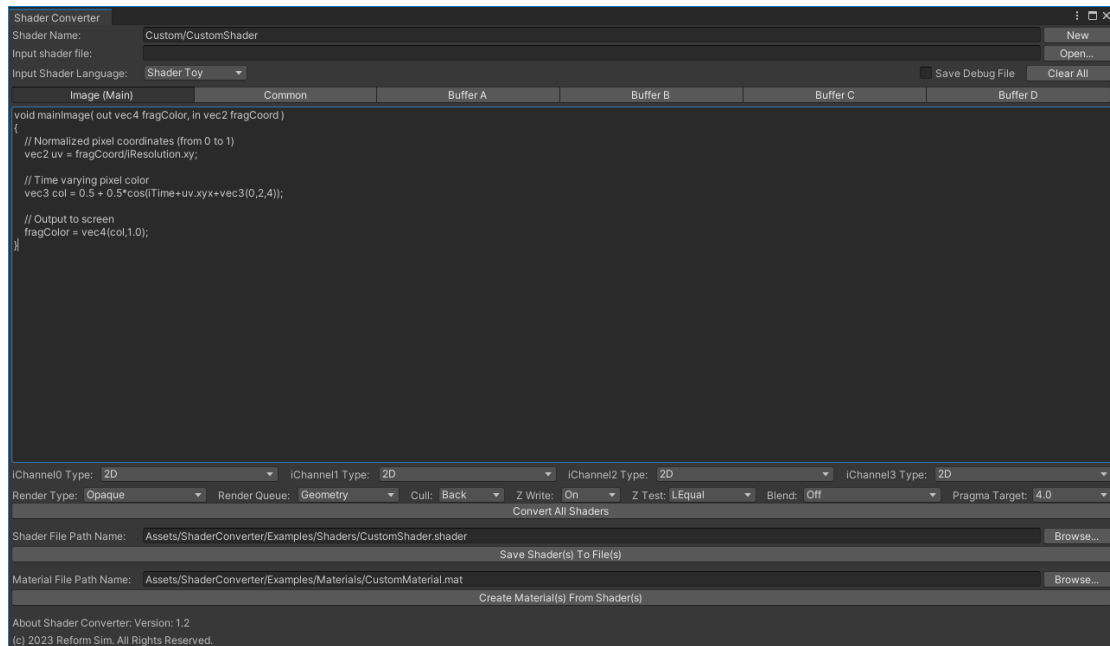 Shader Converter
Shader Name: Custom/CustomShader New
Input shader file: Open...
Input Shader Language: Shader Toy Save Debug File Clear All
Image (Main) Common Buffer A Buffer B Buffer C Buffer D
void mainImage( out vec4 fragColor, in vec2 fragCoord )
{
// Normalized pixel coordinates (from 0 to 1)
vec2 uv = fragCoord/iResolution.xy;
// Time varying pixel color
vec3 col = 0.5 + 0.5*cos(iTime+uv.xyx+vec3(0,2,4));
// Output to screen
fragColor = vec4(col,1.0);
}
iChannel0 Type: 2D iChannel1 Type: 2D iChannel2 Type: 2D iChannel3 Type: 2D
Render Type: Opaque Render Queue: Geometry Cull: Back Z Write: On Z Test: LEqual Blend: Off Pragma Target: 4.0
Convert All Shaders
Shader File Path Name: Assets/ShaderConverter/Examples/Shaders/CustomShader.shader Browse...
Save Shader(s) To File(s)
Material File Path Name: Assets/ShaderConverter/Examples/Materials/CustomMaterial.mat Browse...
Create Material(s) From Shader(s)
About Shader Converter: Version: 1.2
(c) 2023 Reform Sim. All Rights Reserved.